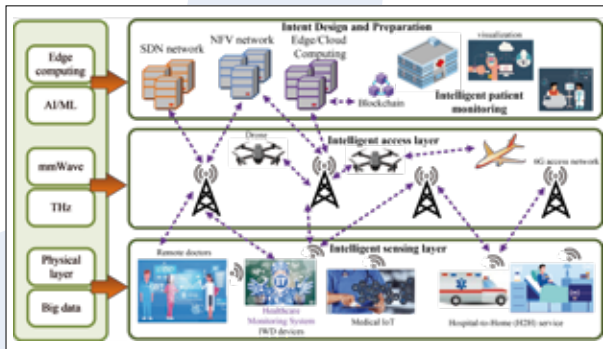 Edge
computing
AI/ML
mmWave
THz
Physical
layer
Big data
Intent Design and Preparation
SDN network
NFV network
Edge/Cloud
Computing
Blockchain
visualization
Intelligent patient
monitoring
Intelligent access layer
Drone
6G access network
Intelligent sensing layer
Remote doctors
Healthcare
Monitoring System
IWD devices
Medical IoT
Hospital-to-Home (H2H) service